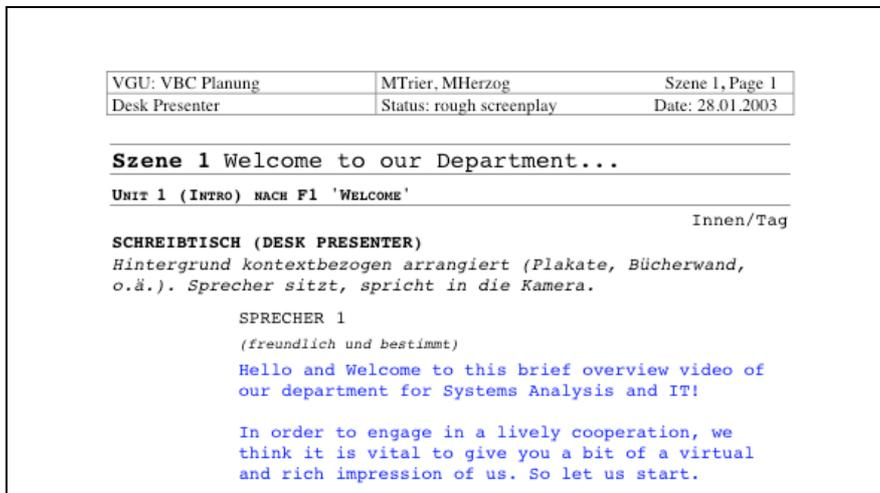 VGU: VBC Planung MTrier, MHerzog Szene 1, Page 1
Desk Presenter Status: rough screenplay Date: 28.01.2003
Szene 1 Welcome to our Department...
UNIT 1 (INTRO) NACH F1 'WELCOME'
Innen/Tag
SCHREIBTISCH (DESK PRESENTER)
Hintergrund kontextbezogen arrangiert (Plakate, Bücherwand,
o.ä.). Sprecher sitzt, spricht in die Kamera.
SPRECHER 1
(freundlich und bestimmt)
Hello and Welcome to this brief overview video of
our department for Systems Analysis and IT!
In order to engage in a lively cooperation, we
think it is vital to give you a bit of a virtual
and rich impression of us. So let us start.